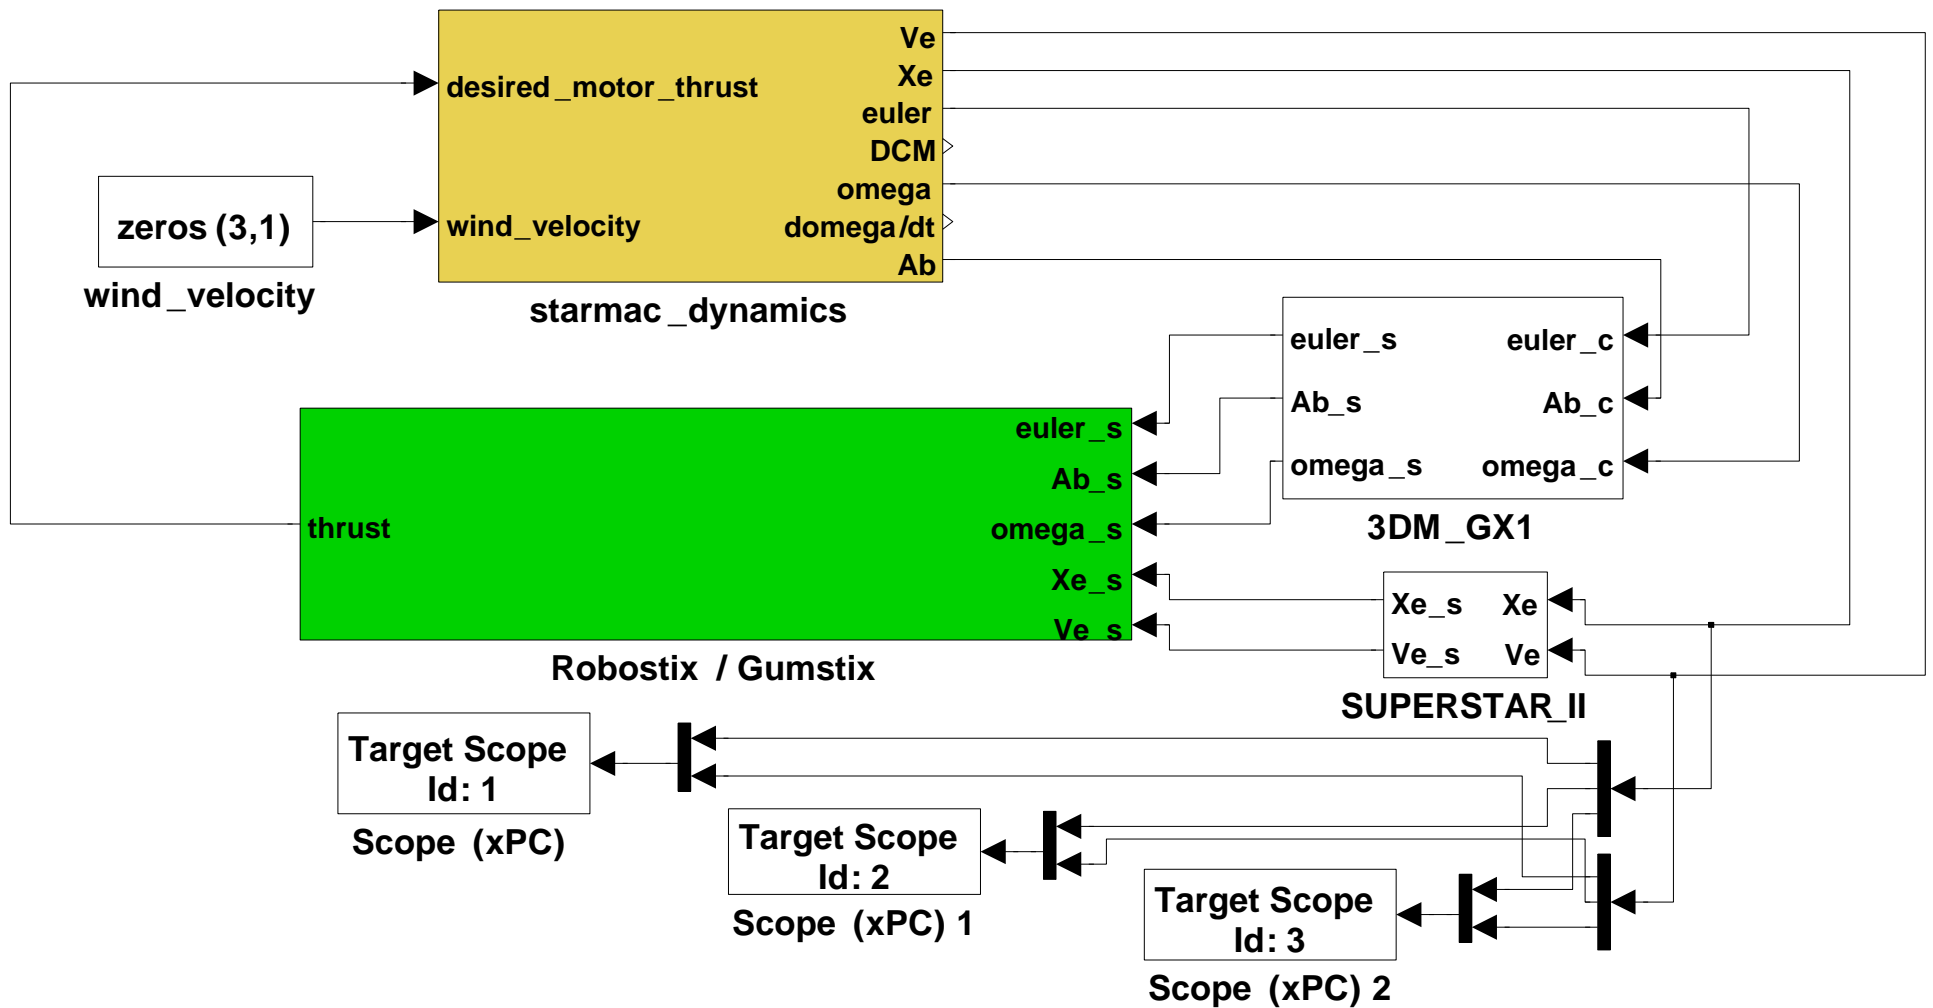 Ve
Xe
desired_motor_thrust
euler
DCM
omega
zeros (3,1)
wind_velocity
domega/dt
Ab
wind_velocity
starmac_dynamics
euler_s
euler_c
Ab_s
Ab_c
omega_s
omega_c
3DM_GX1
euler_s
Ab_s
thrust
omega_s
Xe_s
Ve_s
Robostix / Gumstix
Xe_s
Xe
Ve_s
Ve
SUPERSTAR_II
Target Scope
Id: 1
Scope (xPC)
Target Scope
Id: 2
Scope (xPC) 1
Target Scope
Id: 3
Scope (xPC) 2